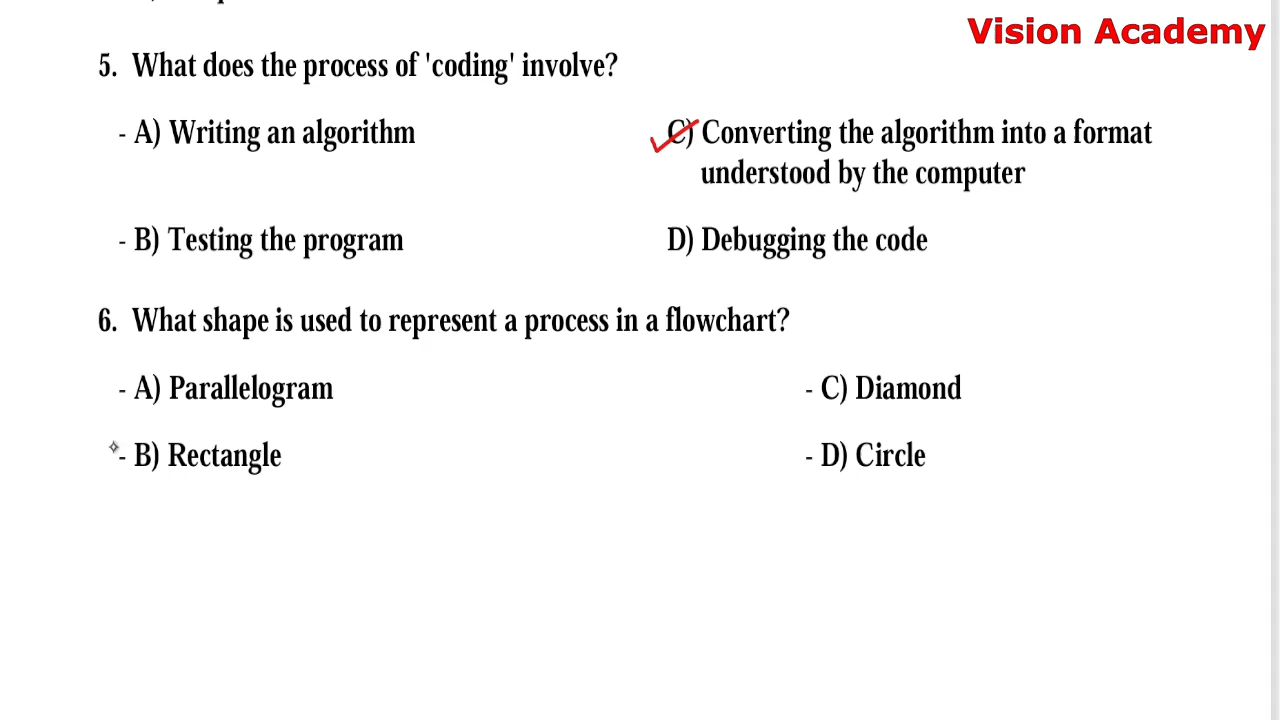 Vision Academy
5. What does the process of 'coding' involve?
- A) Writing an algorithm
C) Converting the algorithm into a format
understood by the computer
- B) Testing the program
D) Debugging the code
6. What shape is used to represent a process in a flowchart?
- A) Parallelogram
- C) Diamond
- B) Rectangle
- D) Circle